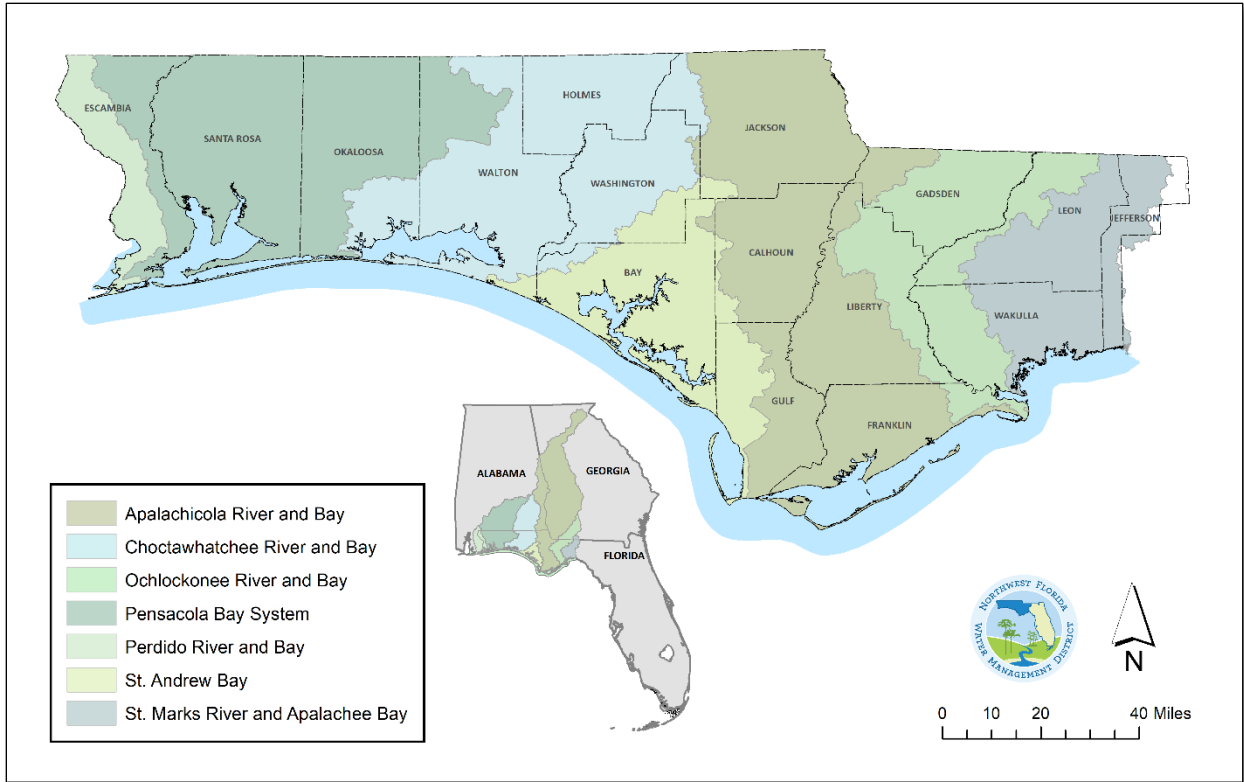 ESCAMBIA
SANTA ROSA
OKALOOSA
WALTON
HOLMES
WASHINGTON
JACKSON
BAY
CALHOUN
GULF
LIBERTY
GADSDEN
FRANKLIN
LEON
WAKULLA
JEFFERSON
ALABAMA
GEORGIA
FLORIDA
Apalachicola River and Bay
Choctawhatchee River and Bay
Ochlockonee River and Bay
Pensacola Bay System
Perdido River and Bay
St. Andrew Bay
St. Marks River and Apalachee Bay
NORTHWEST FLORIDA
WATER MANAGEMENT DISTRICT
N
0 10 20 40 Miles